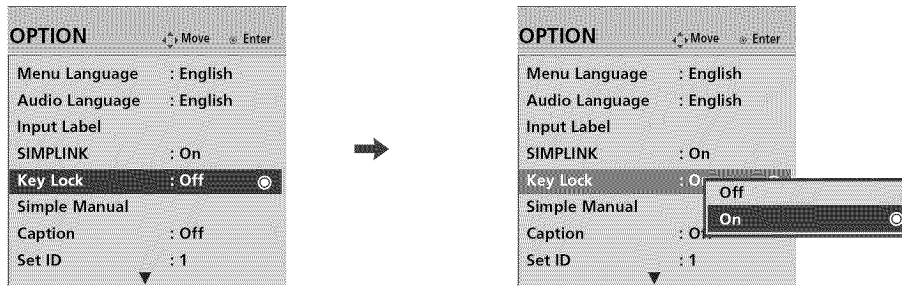 OPTION Move Enter
Menu Language : English
Audio Language : English
Input Label
SIMPLINK : On
Key Lock : Off
Simple Manual
Caption : Off
Set ID : 1
OPTION Move Enter
Menu Language : English
Audio Language : English
Input Label
SIMPLINK : On
Key Lock
Simple Manual
Caption
Set ID : 1
Off
On